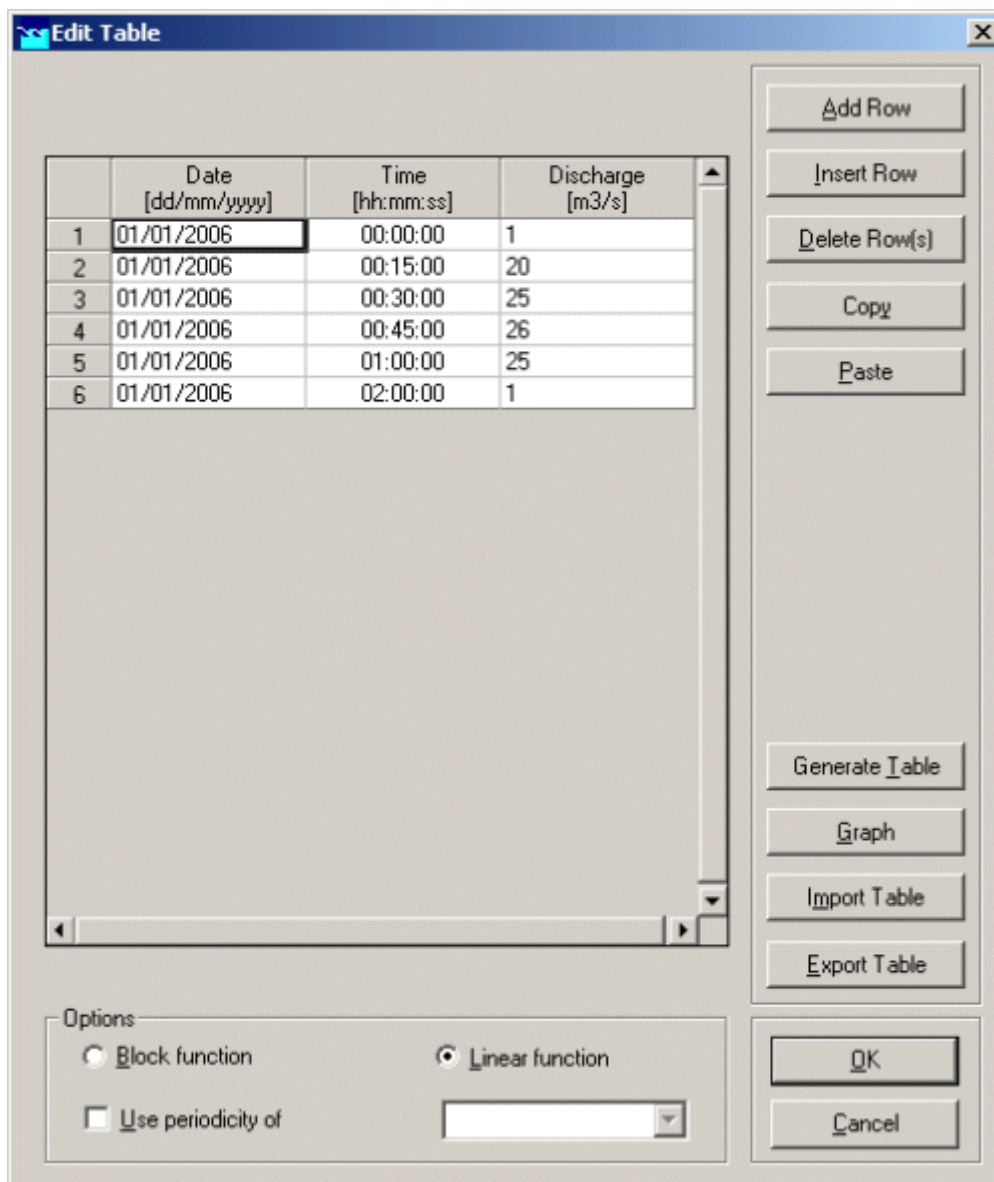 Edit Table
Add Row
Insert Row
Delete Row(s)
Copy
Paste
Date Time Discharge
[dd/mm/yyyy] [hh:mm:ss] [m3/s]
1 01/01/2006 00:00:00 1
2 01/01/2006 00:15:00 20
3 01/01/2006 00:30:00 25
4 01/01/2006 00:45:00 26
5 01/01/2006 01:00:00 25
6 01/01/2006 02:00:00 1
Generate Table
Graph
Import Table
Export Table
Options
Block function Linear function
Use periodicity of
OK
Cancel